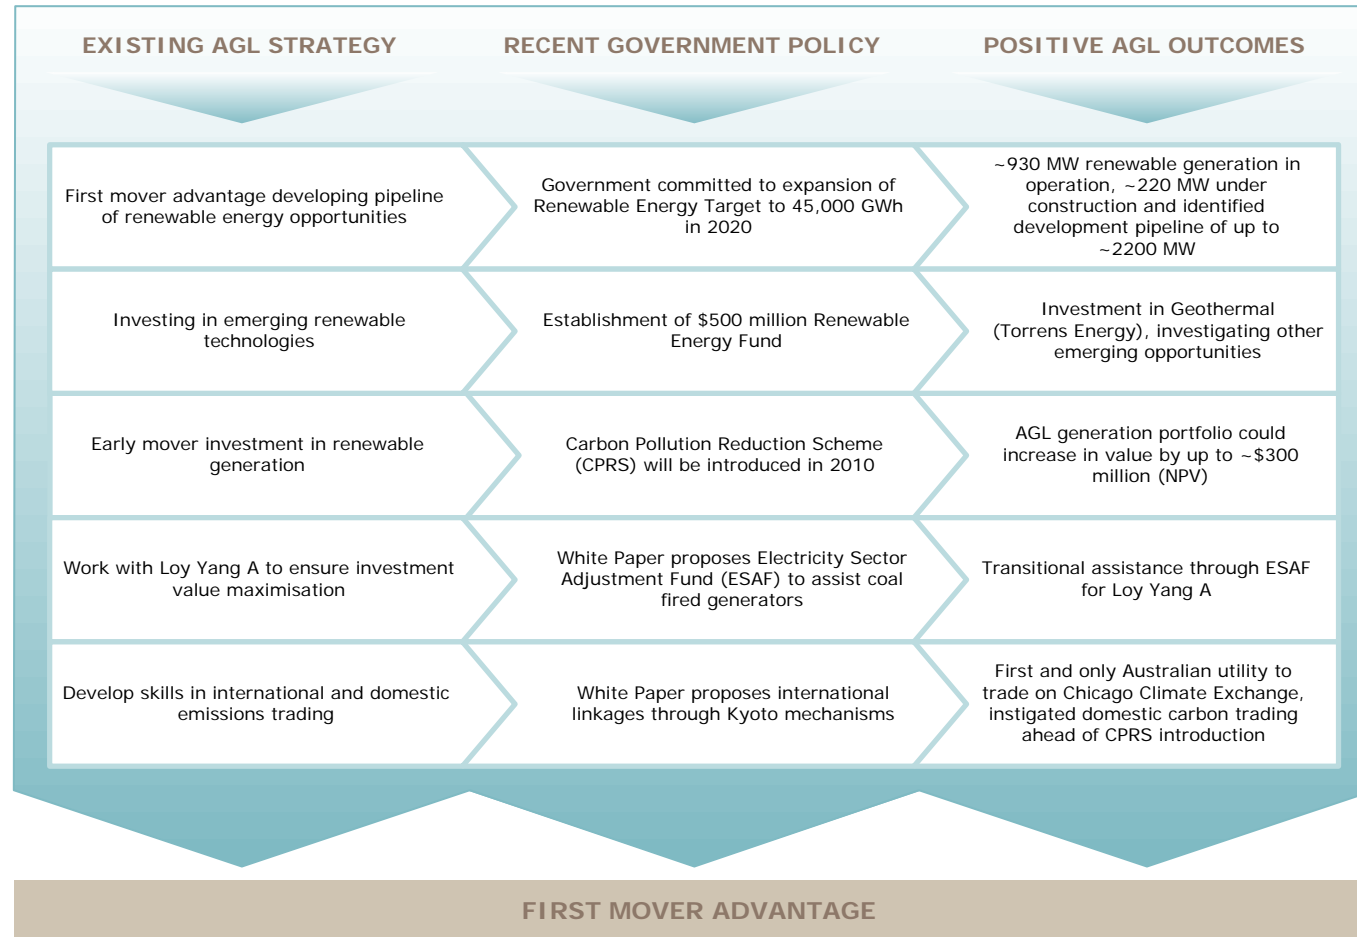 EXISTING AGL STRATEGY
RECENT GOVERNMENT POLICY
POSITIVE AGL OUTCOMES
First mover advantage developing pipeline
of renewable energy opportunities
Government committed to expansion of
Renewable Energy Target to 45,000 GWh
in 2020
~930 MW renewable generation in
operation, ~220 MW under
construction and identified
development pipeline of up to
~2200 MW
Investing in emerging renewable
technologies
Establishment of $500 million Renewable
Energy Fund
Investment in Geothermal
(Torrens Energy), investigating other
emerging opportunities
Early mover investment in renewable
generation
Carbon Pollution Reduction Scheme
(CPRS) will be introduced in 2010
AGL generation portfolio could
increase in value by up to ~$300
million (NPV)
Work with Loy Yang A to ensure investment
value maximisation
White Paper proposes Electricity Sector
Adjustment Fund (ESAF) to assist coal
fired generators
Transitional assistance through ESAF
for Loy Yang A
Develop skills in international and domestic
emissions trading
White Paper proposes international
linkages through Kyoto mechanisms
First and only Australian utility to
trade on Chicago Climate Exchange,
instigated domestic carbon trading
ahead of CPRS introduction
FIRST MOVER ADVANTAGE